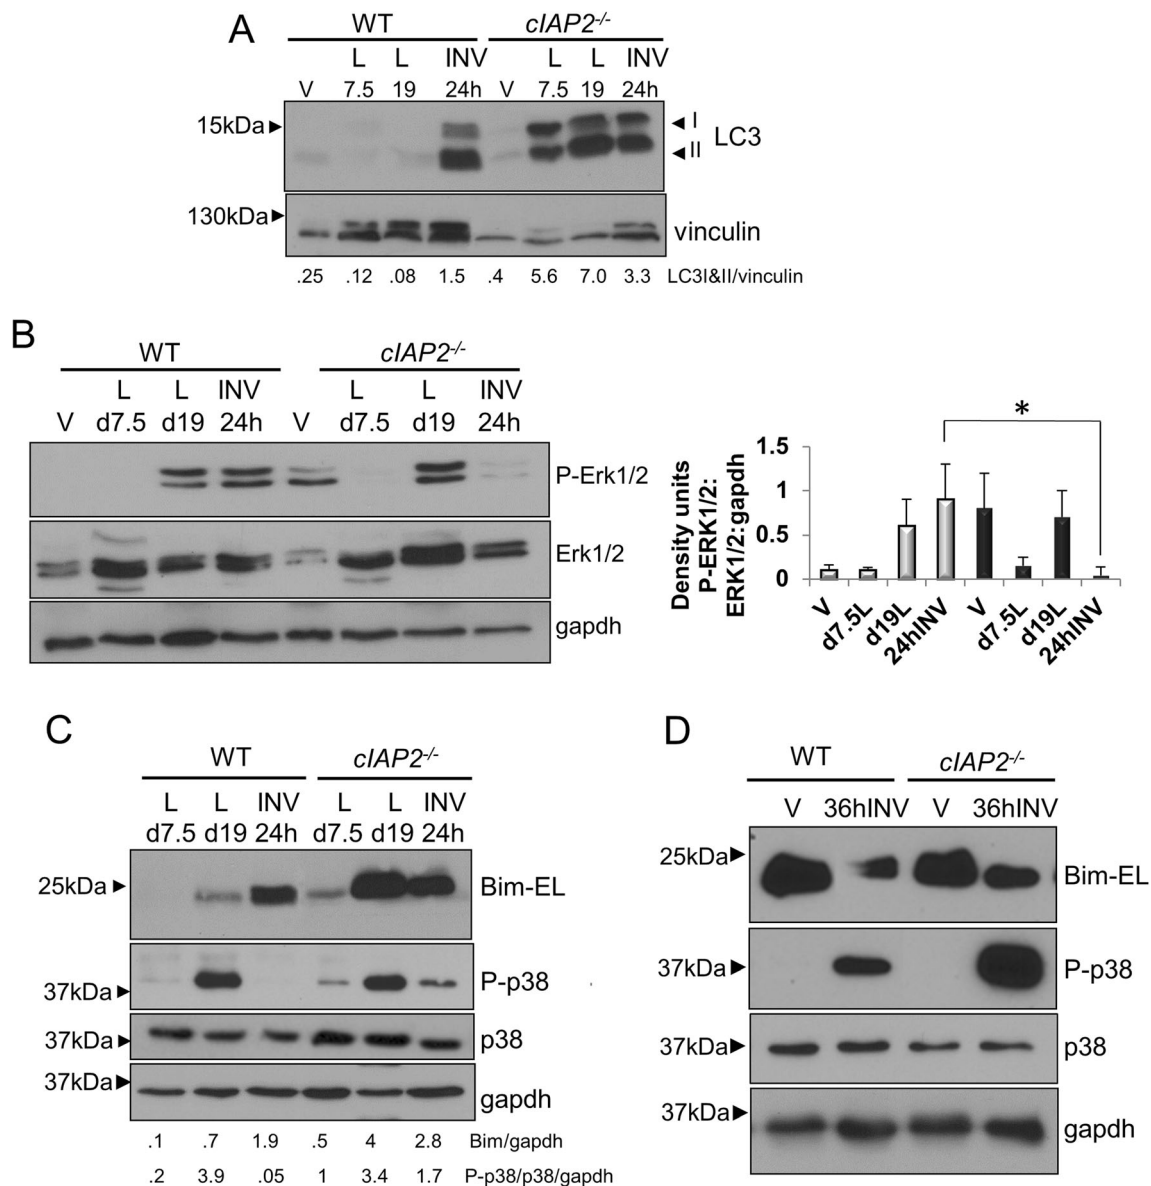 A
WT cIAP2-/-
L L INV L L INV
V 7.5 19 24h V 7.5 19 24h
15kDa► ◄I
LC3
◄II
130kDa►
vinculin
.25 .12 .08 1.5 .4 5.6 7.0 3.3 LC3I&II/vinculin
B
WT cIAP2-/-
L L INV L L INV
V d7.5 d19 24h V d7.5 d19 24h
P-Erk1/2
Erk1/2
gapdh
*
1.5
1
0.5
0
Density units
P-ERK1/2:
ERK1/2:gapdh
V d7.5L d19L 24hINV V d7.5L d19L 24hINV
C
WT cIAP2-/-
L L INV L L INV
d7.5 d19 24h d7.5 d19 24h
25kDa► Bim-EL
37kDa► P-p38
37kDa► p38
37kDa►
gapdh
.1 .7 1.9 .5 4 2.8 Bim/gapdh
.2 3.9 .05 1 3.4 1.7 P-p38/p38/gapdh
D
WT cIAP2-/-
V 36hINV V 36hINV
25kDa►
Bim-EL
37kDa► P-p38
37kDa► p38
37kDa►
gapdh